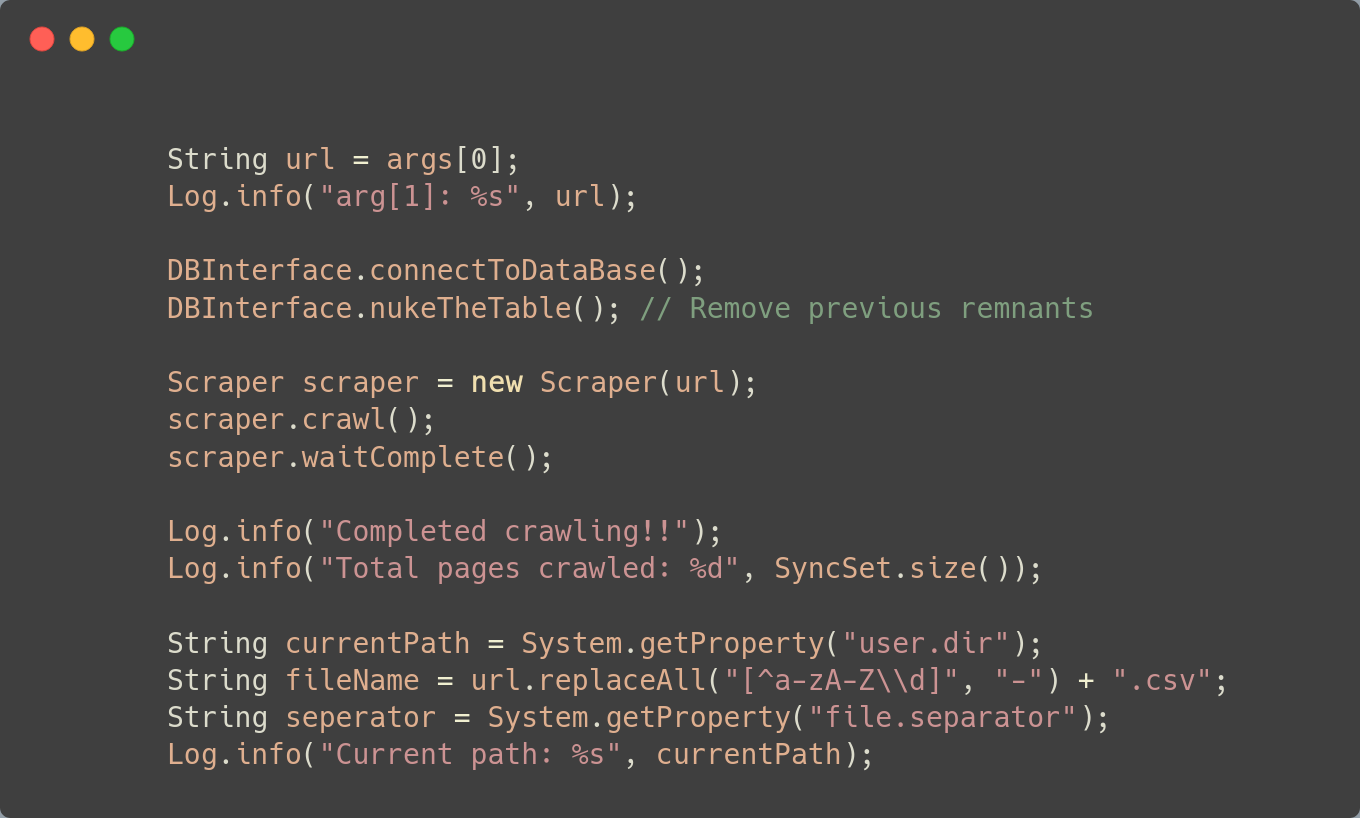 String url = args[0];
Log.info("arg[1]: %s", url);
DBInterface.connectToDataBase();
DBInterface.nukeTheTable(); // Remove previous remnants
Scraper scraper = new Scraper(url);
scraper.crawl();
scraper.waitComplete();
Log.info("Completed crawling!!");
Log.info("Total pages crawled: %d", SyncSet.size());
String currentPath = System.getProperty("user.dir");
String fileName = url.replaceAll("[^a-zA-Z\\d]", "-") + ".csv";
String seperator = System.getProperty("file.separator");
Log.info("Current path: %s", currentPath);